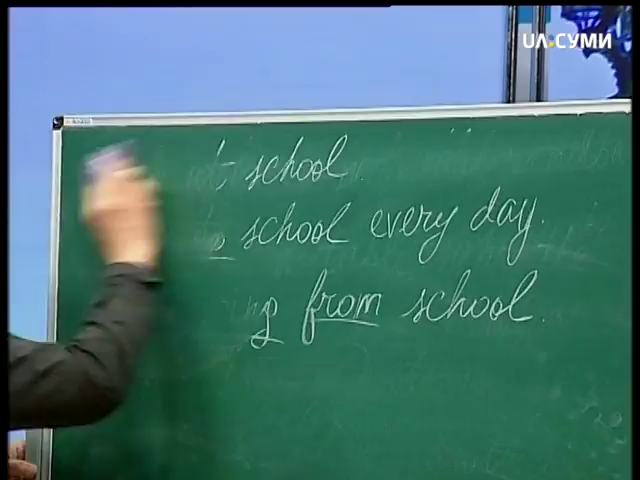 UA:СУМИ
t school.
o school every day.
g from school.